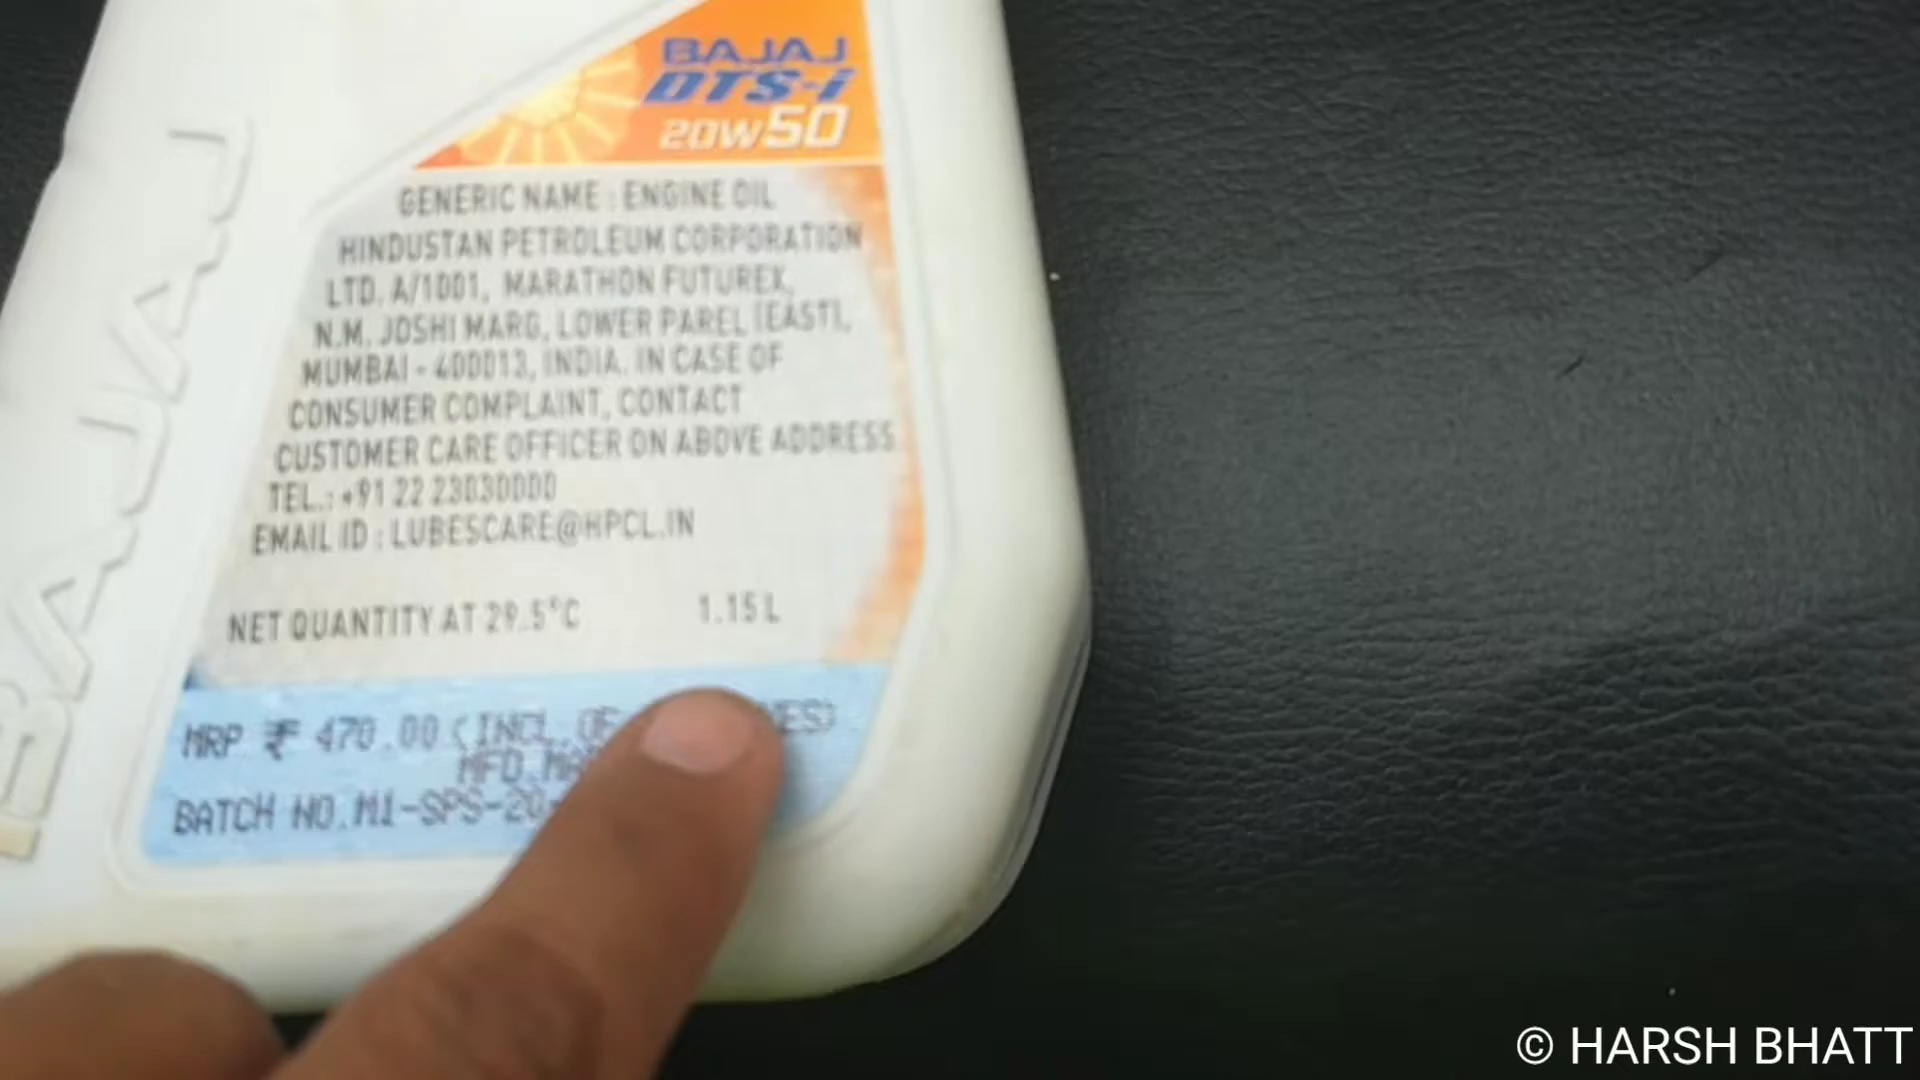 BAJAJ
BAJAJ
DTS-i
20W50
GENERIC NAME : ENGINE OIL
HINDUSTAN PETROLEUM CORPORATION
LTD. A/1001, MARATHON FUTUREX,
N.M. JOSHI MARG, LOWER PAREL (EAST),
MUMBAI - 400013, INDIA. IN CASE OF
CONSUMER COMPLAINT, CONTACT
CUSTOMER CARE OFFICER ON ABOVE ADDRESS
TEL.: +91 22 23030000
EMAIL ID : LUBESCARE@HPCL.IN
NET QUANTITY AT 29.5°C 1.15 L
MRP ₹ 470.00 (INCL. OF
MFD.
BATCH NO. M1-SPS-20-
© HARSH BHATT